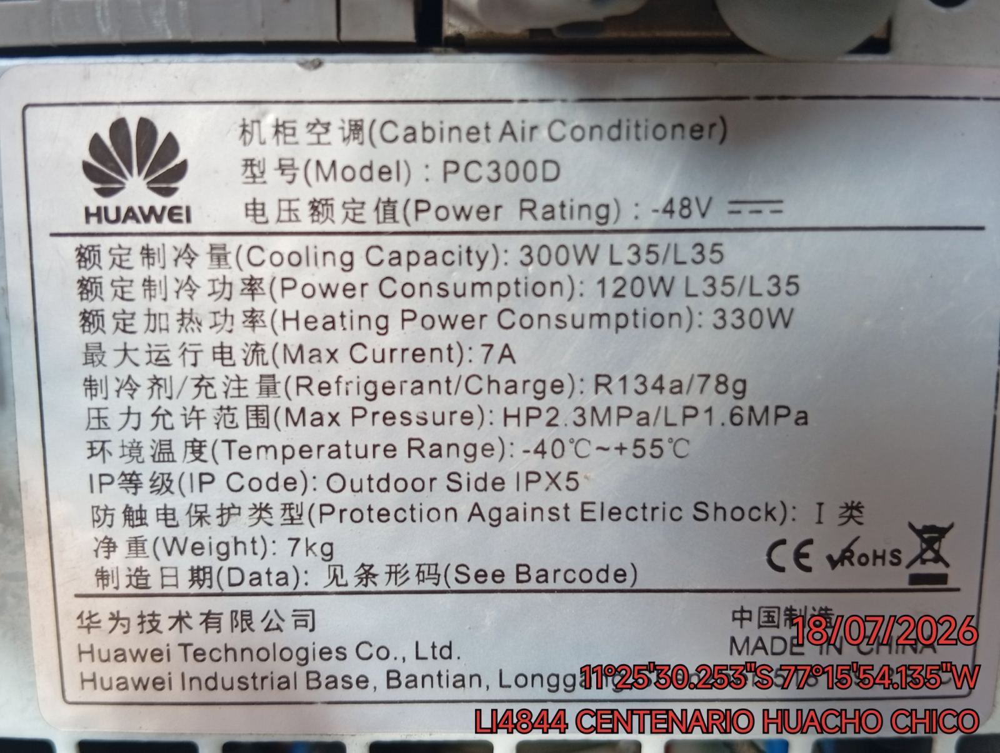 HUAWEI
机柜空调(Cabinet Air Conditioner)
型号(Model) : PC300D
电压额定值(Power Rating) : -48V
额定制冷量(Cooling Capacity): 300W L35/L35
额定制冷功率(Power Consumption): 120W L35/L35
额定加热功率(Heating Power Consumption): 330W
最大运行电流(Max Current): 7A
制冷剂/充注量(Refrigerant/Charge): R134a/78g
压力允许范围(Max Pressure): HP2.3MPa/LP1.6MPa
环境温度(Temperature Range): -40℃~+55℃
IP等级(IP Code): Outdoor Side IPX5
防触电保护类型(Protection Against Electric Shock): I 类
净重(Weight): 7kg
CE RoHS
制造日期(Data): 见条形码(See Barcode)
华为技术有限公司
中国制造
Huawei Technologies Co., Ltd.
MADE IN CHINA
Huawei Industrial Base, Bantian, Longgang,
18/07/2026
11°25'30.253"S 77°15'54.135"W
LI4844 CENTENARIO HUACHO CHICO